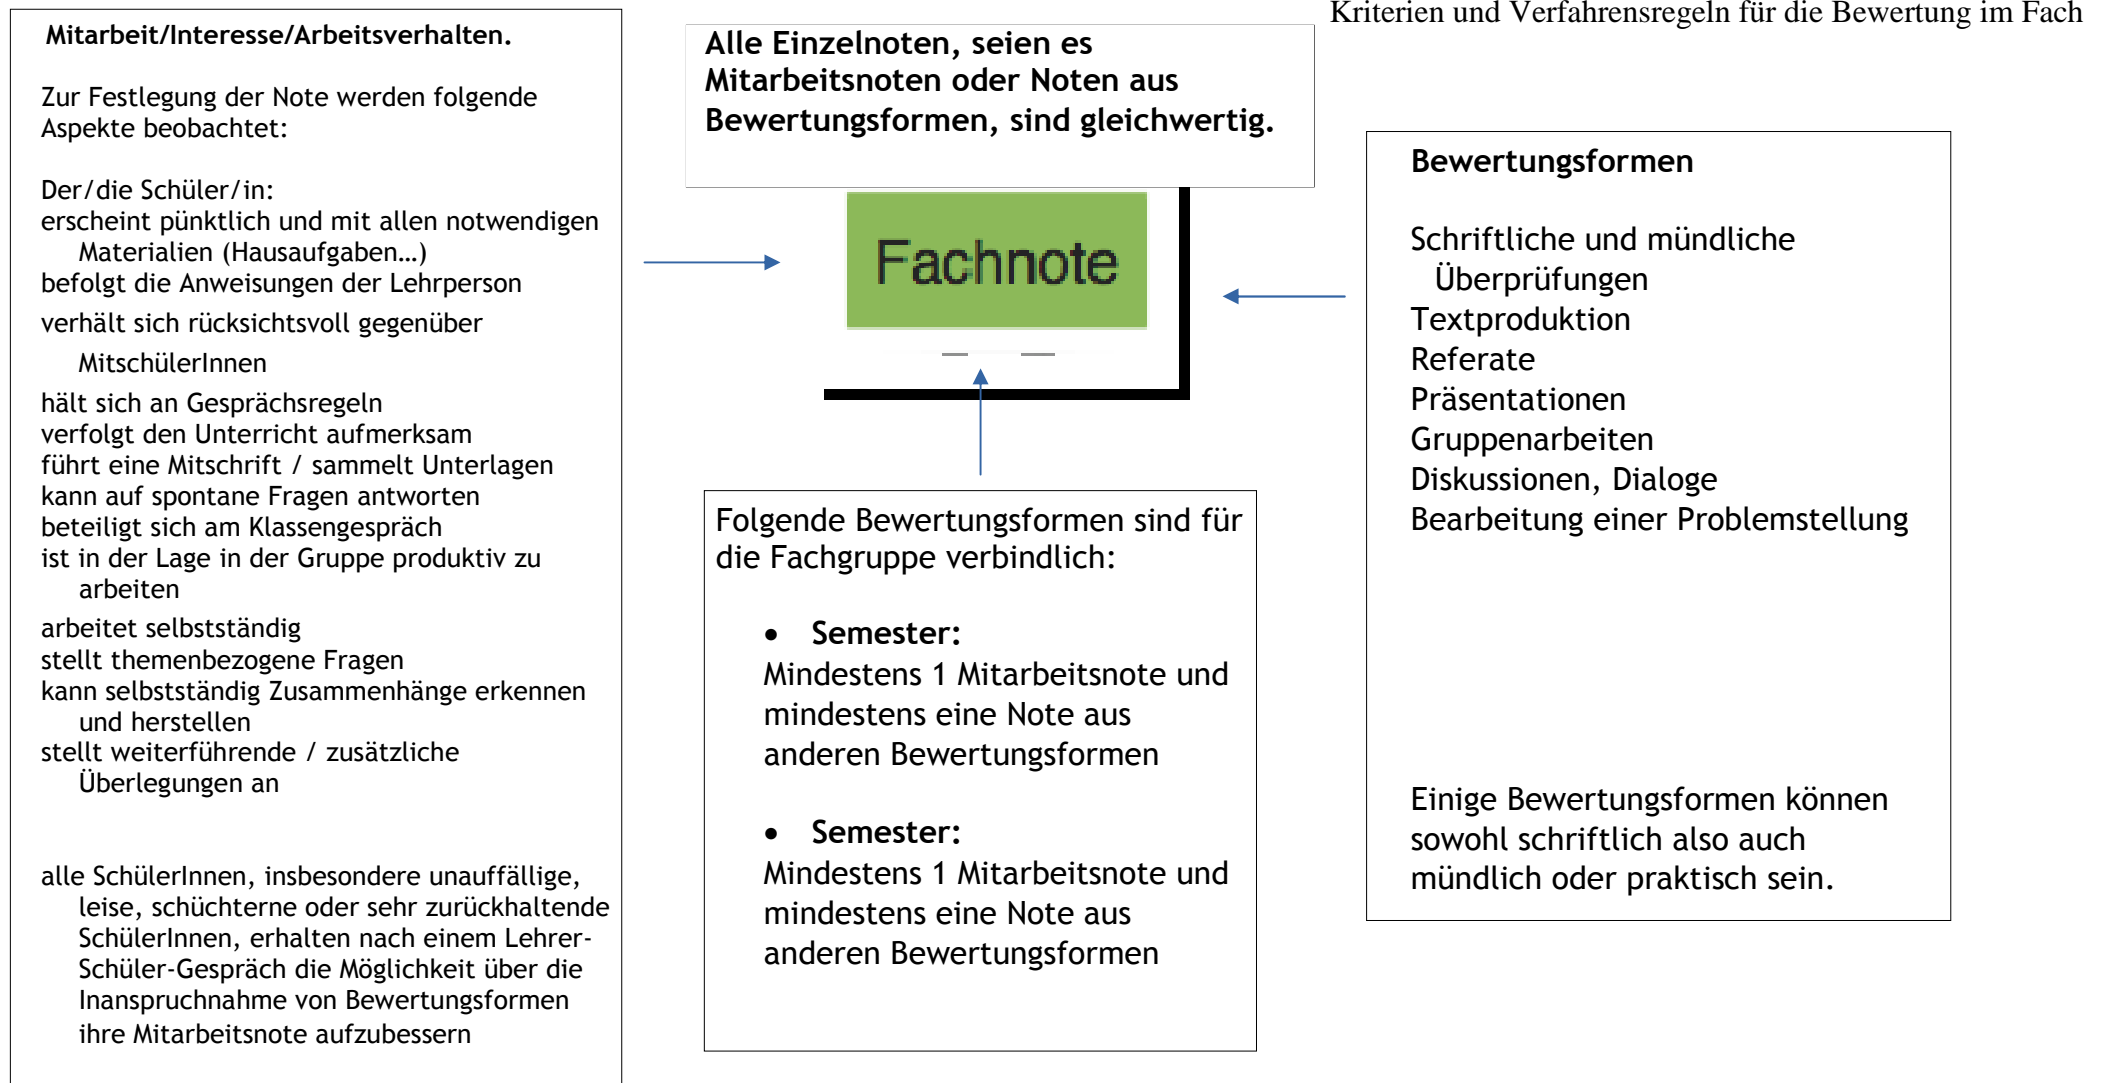 Kriterien und Verfahrensregeln für die Bewertung im Fach
Mitarbeit/Interesse/Arbeitsverhalten.
Zur Festlegung der Note werden folgende
Aspekte beobachtet:
Der/die Schüler/in:
erscheint pünktlich und mit allen notwendigen
Materialien (Hausaufgaben…)
befolgt die Anweisungen der Lehrperson
verhält sich rücksichtsvoll gegenüber
MitschülerInnen
hält sich an Gesprächsregeln
verfolgt den Unterricht aufmerksam
führt eine Mitschrift / sammelt Unterlagen
kann auf spontane Fragen antworten
beteiligt sich am Klassengespräch
ist in der Lage in der Gruppe produktiv zu
arbeiten
arbeitet selbstständig
stellt themenbezogene Fragen
kann selbstständig Zusammenhänge erkennen
und herstellen
stellt weiterführende / zusätzliche
Überlegungen an
alle SchülerInnen, insbesondere unauffällige,
leise, schüchterne oder sehr zurückhaltende
SchülerInnen, erhalten nach einem Lehrer-
Schüler-Gespräch die Möglichkeit über die
Inanspruchnahme von Bewertungsformen
ihre Mitarbeitsnote aufzubessern
Alle Einzelnoten, seien es
Mitarbeitsnoten oder Noten aus
Bewertungsformen, sind gleichwertig.
Fachnote
Folgende Bewertungsformen sind für
die Fachgruppe verbindlich:
• Semester:
Mindestens 1 Mitarbeitsnote und
mindestens eine Note aus
anderen Bewertungsformen
• Semester:
Mindestens 1 Mitarbeitsnote und
mindestens eine Note aus
anderen Bewertungsformen
Bewertungsformen
Schriftliche und mündliche
Überprüfungen
Textproduktion
Referate
Präsentationen
Gruppenarbeiten
Diskussionen, Dialoge
Bearbeitung einer Problemstellung
Einige Bewertungsformen können
sowohl schriftlich also auch
mündlich oder praktisch sein.